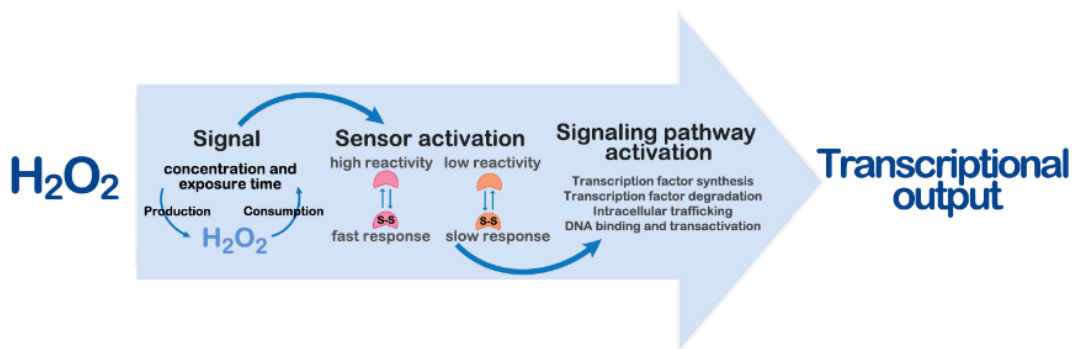 H₂O₂
Signal
concentration and
exposure time
Production
Consumption
H₂O₂
Sensor activation
high reactivity
low reactivity
S-S
S-S
fast response
slow response
Signaling pathway
activation
Transcription factor synthesis
Transcription factor degradation
Intracellular trafficking
DNA binding and transactivation
Transcriptional
output